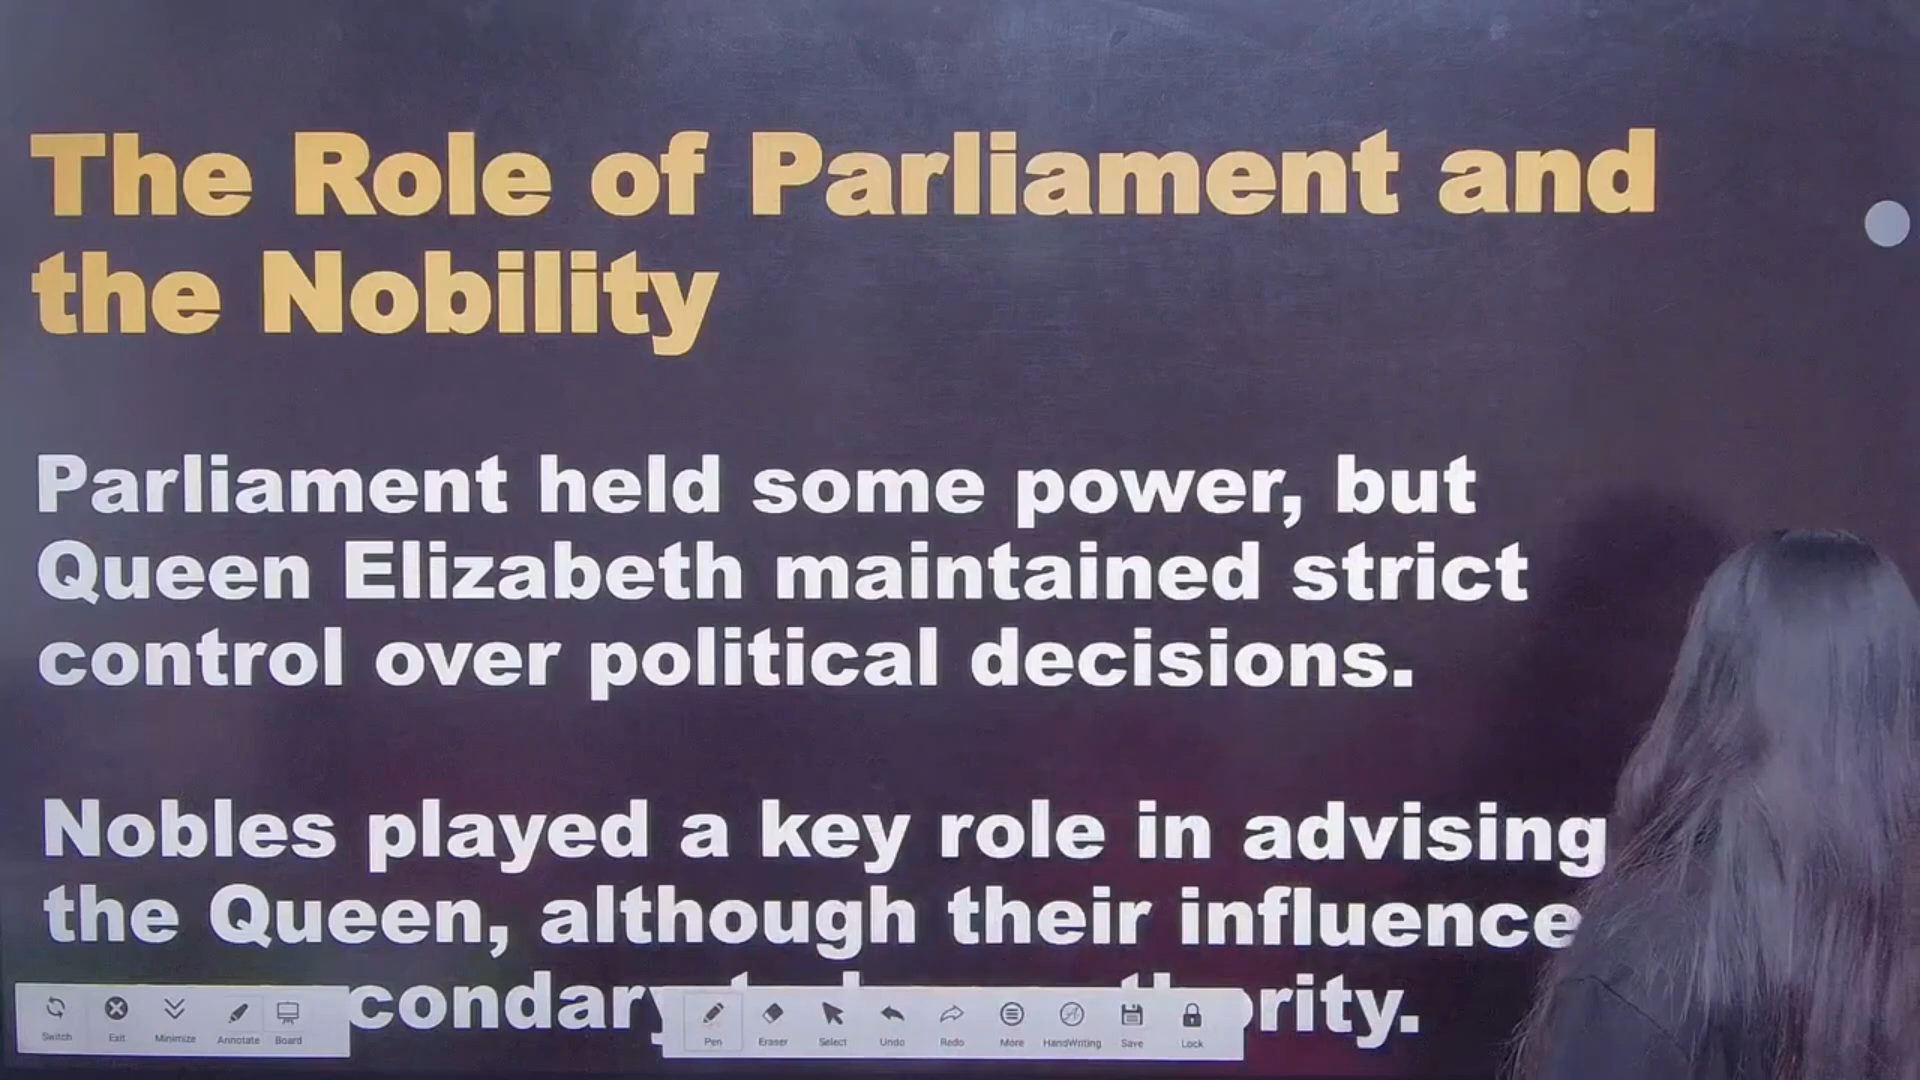 The Role of Parliament and
the Nobility
Parliament held some power, but
Queen Elizabeth maintained strict
control over political decisions.
Nobles played a key role in advising
the Queen, although their influence
Switch
Exit
Minimize
Annotate
Board
Pen
Eraser
Select
Undo
Redo
More
HandWriting
Save
Lock